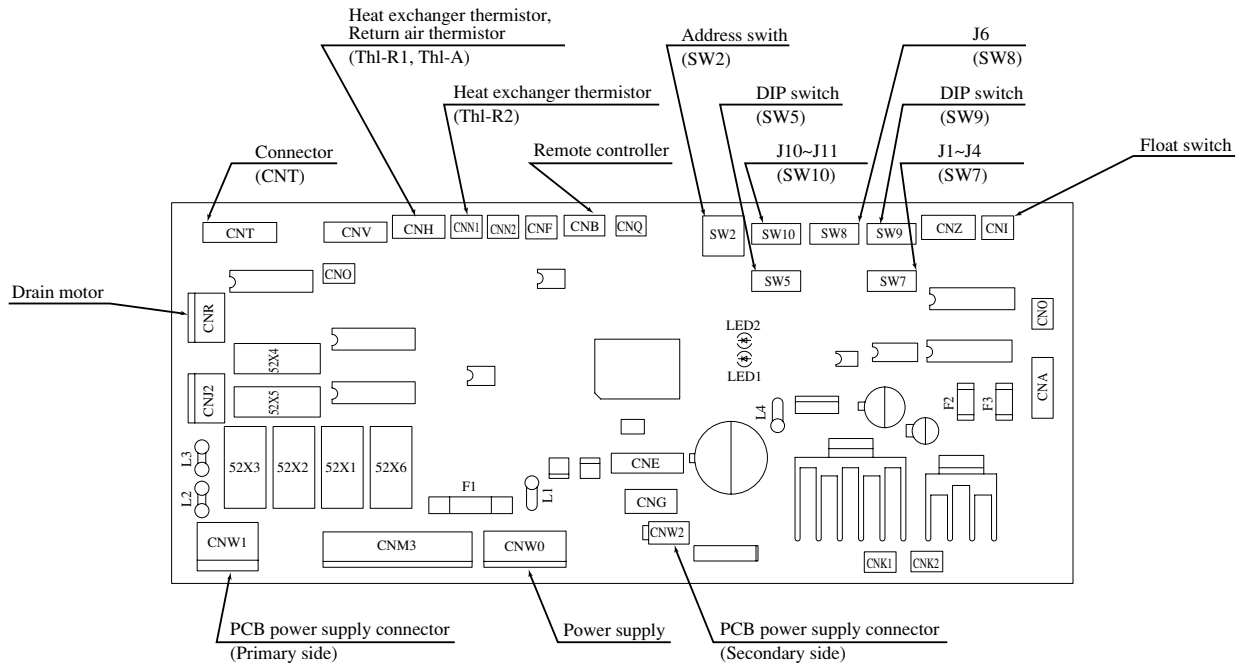 Heat exchanger thermistor,
Return air thermistor
(Thl-R1, Thl-A)
Address swith
(SW2)
J6
(SW8)
Heat exchanger thermistor
(Thl-R2)
DIP switch
(SW5)
DIP switch
(SW9)
Connector
(CNT)
Remote controller
J10~J11
(SW10)
J1~J4
(SW7)
Float switch
CNT
CNV
CNH
CNN1
CNN2
CNF
CNB
CNQ
SW2
SW10
SW8
SW9
CNZ
CNI
CNO
SW5
SW7
Drain motor
CNR
CNO
LED2
52X4
LED1
CNJ2
52X5
CNA
L4
F2
F3
L3
52X3
52X2
52X1
52X6
CNE
L2
F1
L1
CNG
CNW1
CNM3
CNW0
CNW2
CNK1
CNK2
PCB power supply connector
(Primary side)
Power supply
PCB power supply connector
(Secondary side)